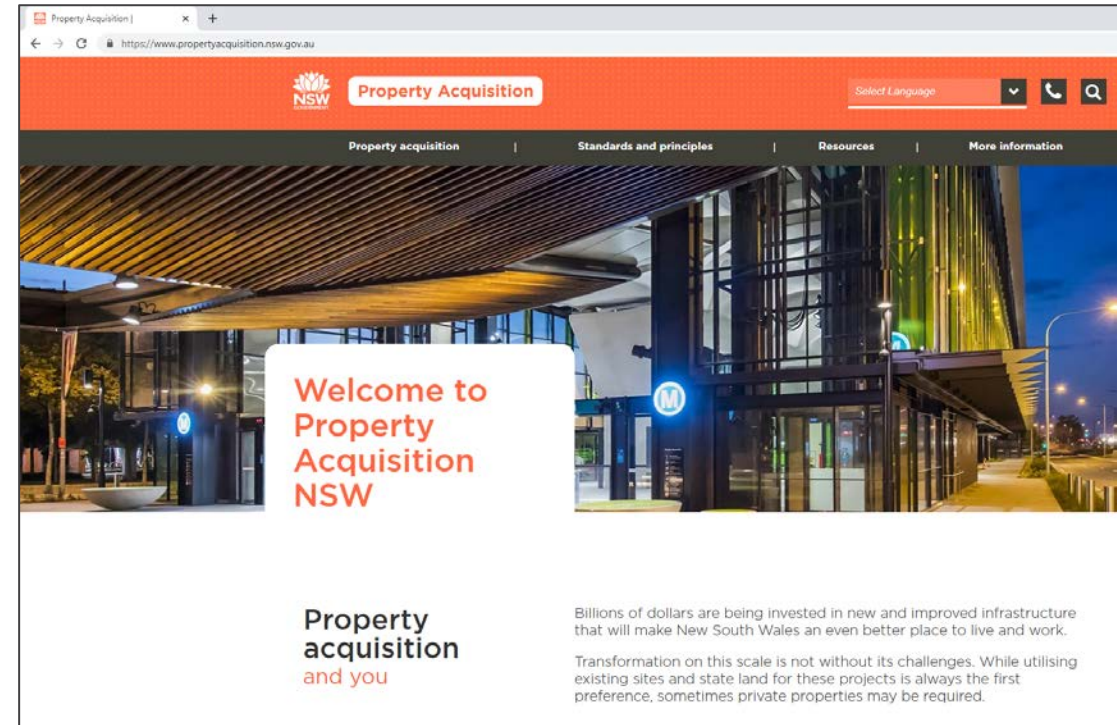 Property Acquisition |
https://www.propertyacquisition.nsw.gov.au
NSW
GOVERNMENT
Property Acquisition
Select Language
Property acquisition | Standards and principles | Resources | More information
M
M
M
Welcome to
Property
Acquisition
NSW
Property
acquisition
and you
Billions of dollars are being invested in new and improved infrastructure
that will make New South Wales an even better place to live and work.
Transformation on this scale is not without its challenges. While utilising
existing sites and state land for these projects is always the first
preference, sometimes private properties may be required.